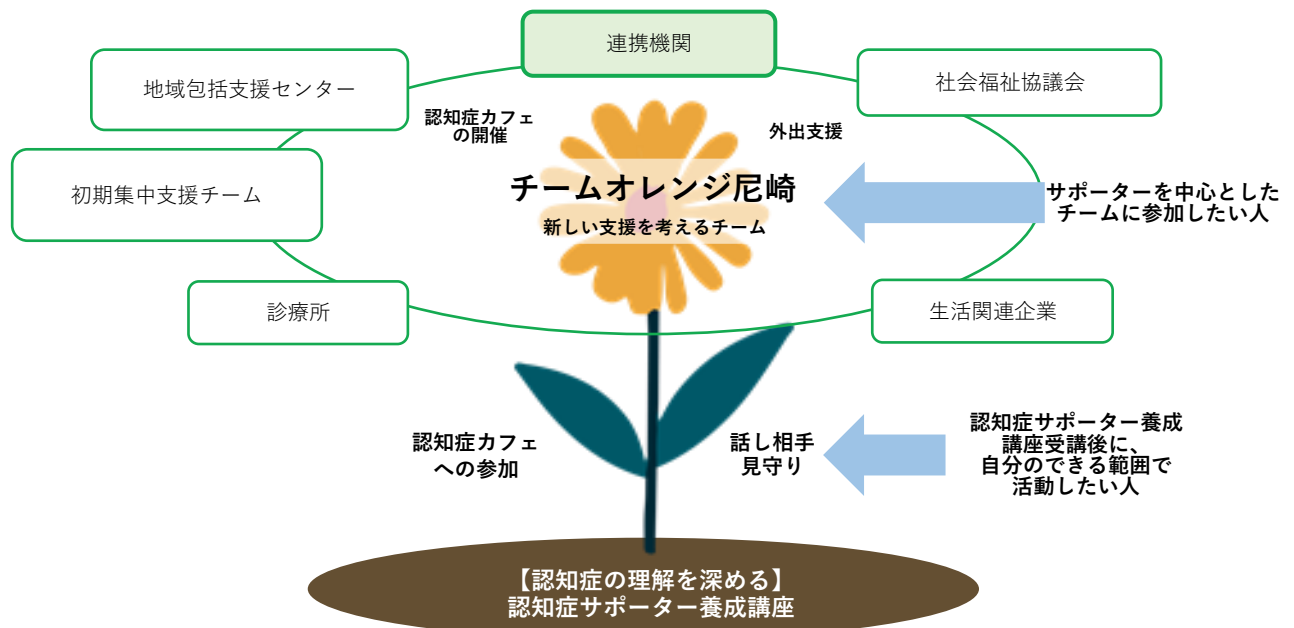 連携機関
地域包括支援センター
社会福祉協議会
認知症カフェ
の開催
外出支援
初期集中支援チーム
チームオレンジ尼崎
新しい支援を考えるチーム
サポーターを中心とした
チームに参加したい人
診療所
生活関連企業
認知症カフェ
への参加
話し相手
見守り
認知症サポーター養成
講座受講後に、
自分のできる範囲で
活動したい人
【認知症の理解を深める】
認知症サポーター養成講座